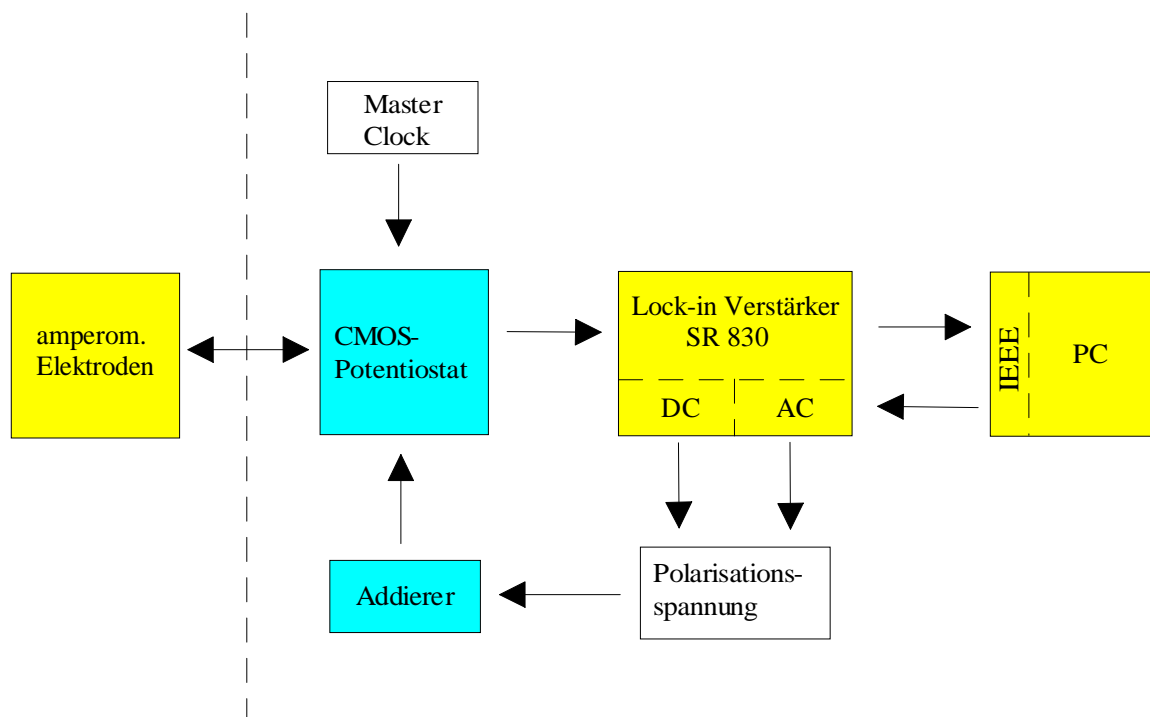 Master
Clock
amperom.
Elektroden
CMOS-
Potentiostat
Lock-in Verstärker
SR 830
DC
AC
IEEE
PC
Addierer
Polarisations-
spannung